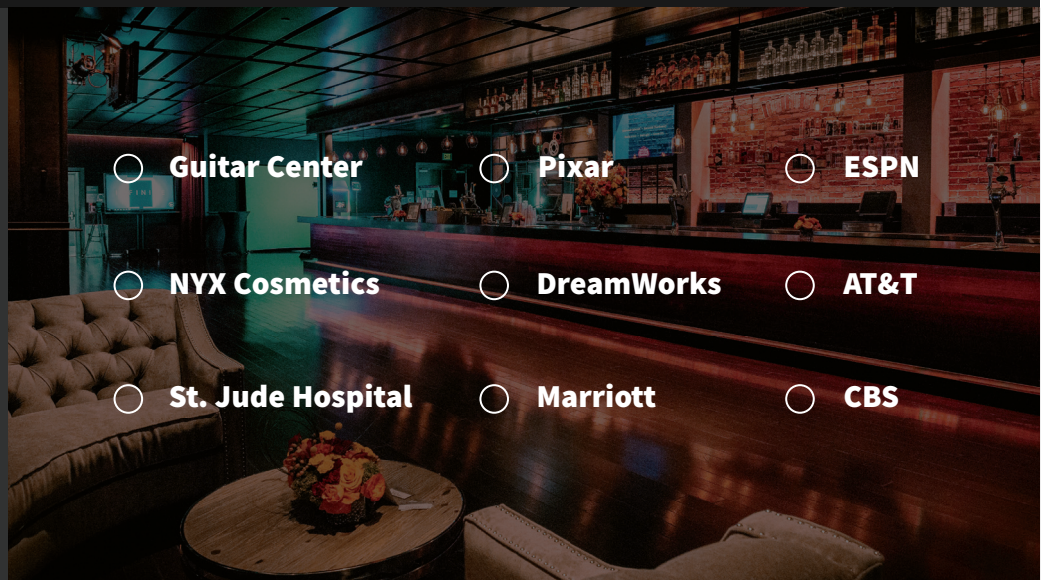 Guitar Center
Pixar
ESPN
NYX Cosmetics
DreamWorks
AT&T
St. Jude Hospital
Marriott
CBS